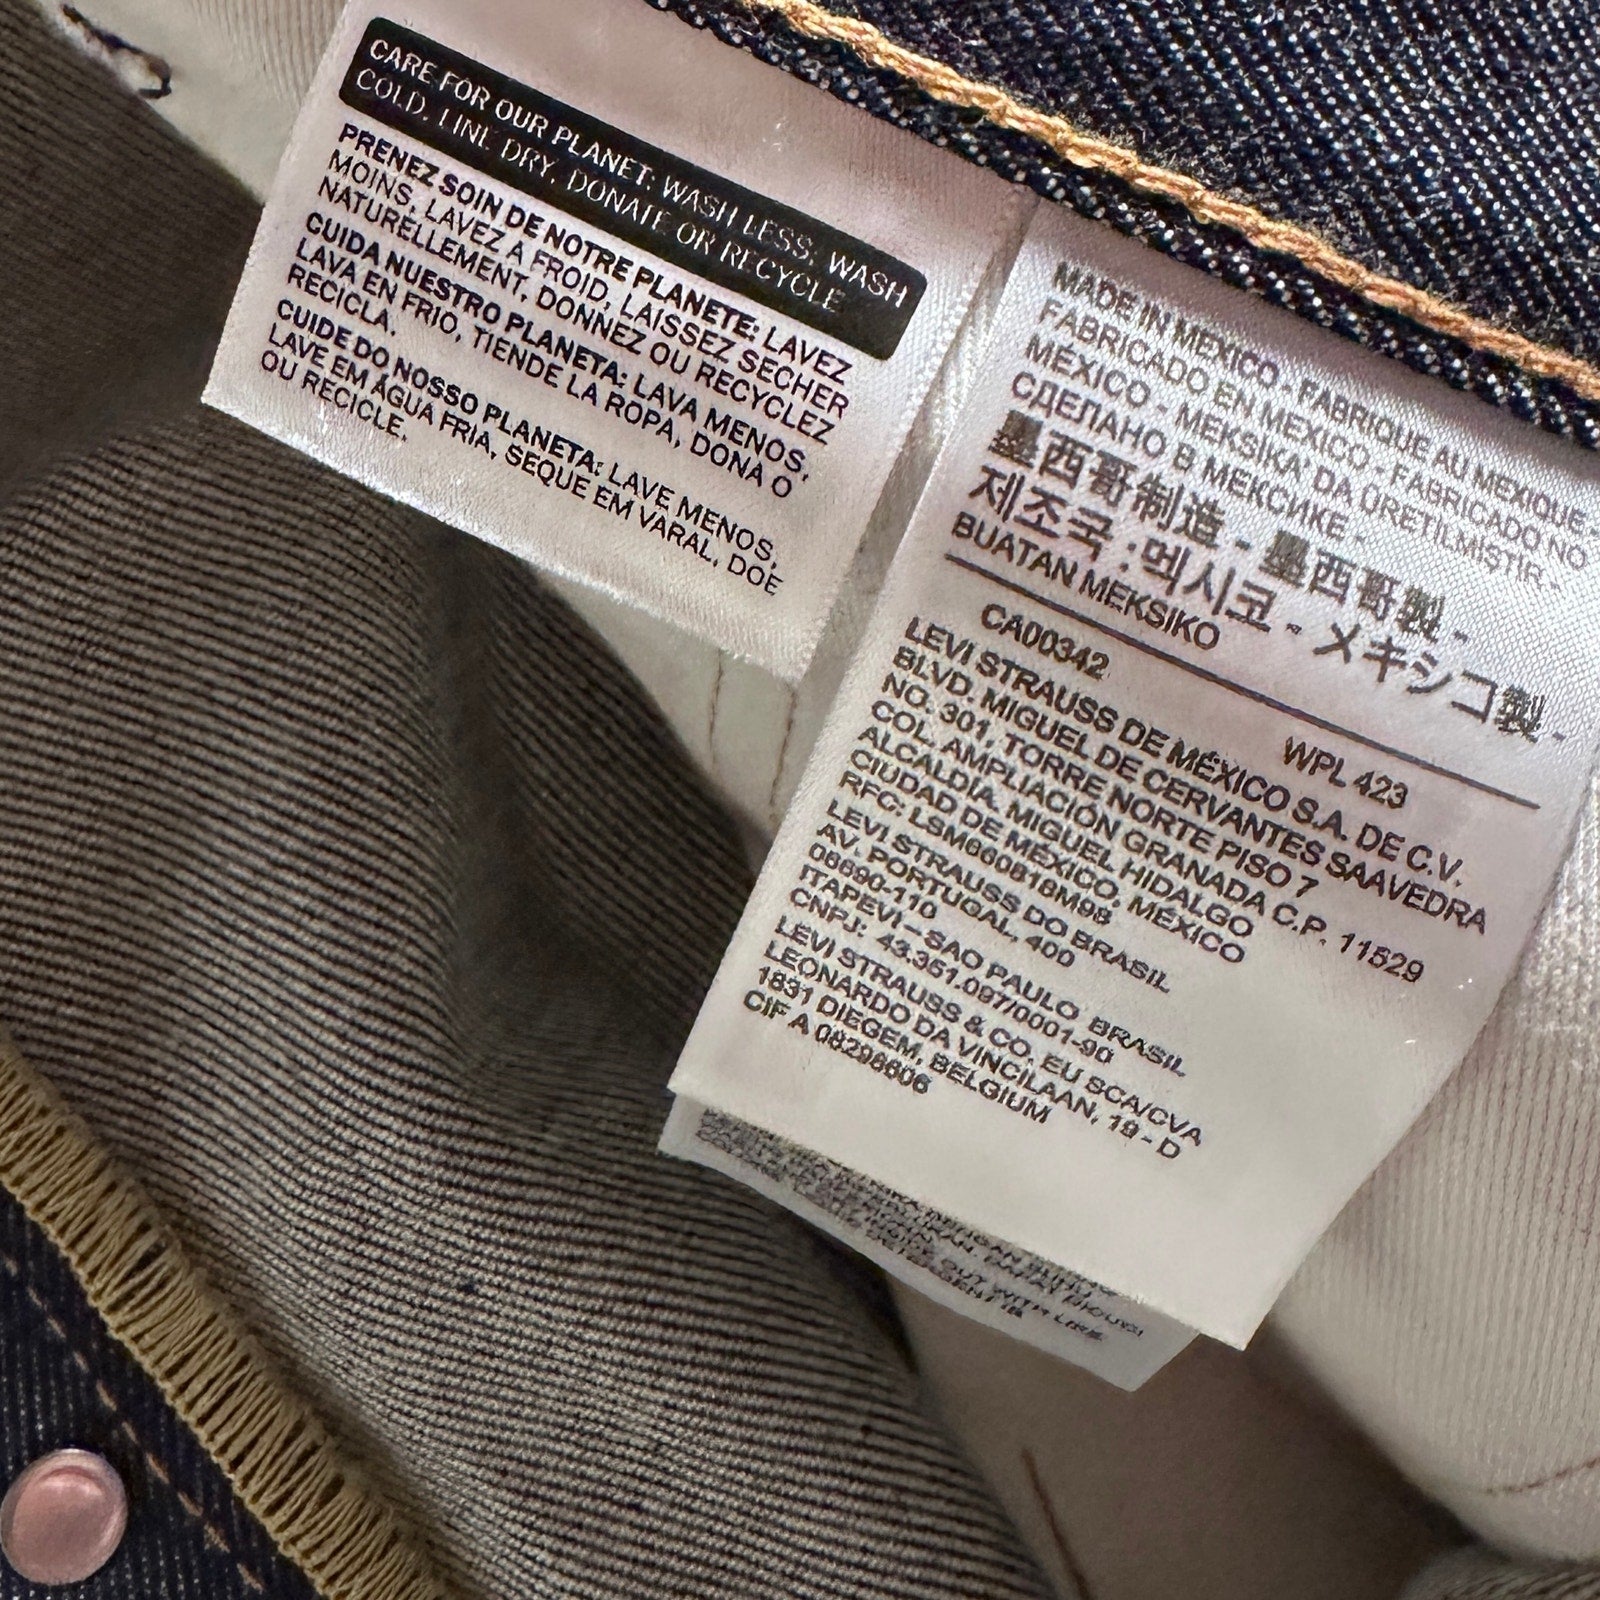 CARE FOR OUR PLANET: WASH LESS, WASH
COLD, LINE DRY, DONATE OR RECYCLE
PRENEZ SOIN DE NOTRE PLANETE: LAVEZ
MOINS, LAVEZ A FROID, LAISSEZ SECHER
NATURELLEMENT, DONNEZ OU RECYCLEZ
CUIDA NUESTRO PLANETA: LAVA MENOS,
LAVA EN FRIO, TIENDE LA ROPA, DONA O
RECICLA.
CUIDE DO NOSSO PLANETA: LAVE MENOS,
LAVE EM ÁGUA FRIA, SEQUE EM VARAL, DOE
OU RECICLE.
MADE IN MEXICO - FABRIQUE AU MEXIQUE -
FABRICADO EN MEXICO - FABRICADO NO
MÉXICO - MEKSIKA' DA ÜRETILMISTIR -
СДЕЛАНО В МЕКСИКЕ -
墨西哥制造 - 墨西哥製 -
제조국 : 멕시코 - メキシコ製 -
BUATAN MEKSIKO
CA00342 WPL 423
LEVI STRAUSS DE MÉXICO S.A. DE C.V.
BLVD. MIGUEL DE CERVANTES SAAVEDRA
NO. 301, TORRE NORTE PISO 7
COL. AMPLIACIÓN GRANADA C.P. 11529
ALCALDÍA. MIGUEL HIDALGO
CIUDAD DE MÉXICO, MÉXICO
RFC: LSM660818M98
LEVI STRAUSS DO BRASIL
AV. PORTUGAL, 400
06690-110
ITAPEVI – SAO PAULO BRASIL
CNPJ: 43.351.097/0001-90
LEVI STRAUSS & CO. EU SCA/CVA
LEONARDO DA VINCILAAN, 19 - D
1831 DIEGEM, BELGIUM
CIF A 08298606
BUT WITH LIKE
DETERGENT